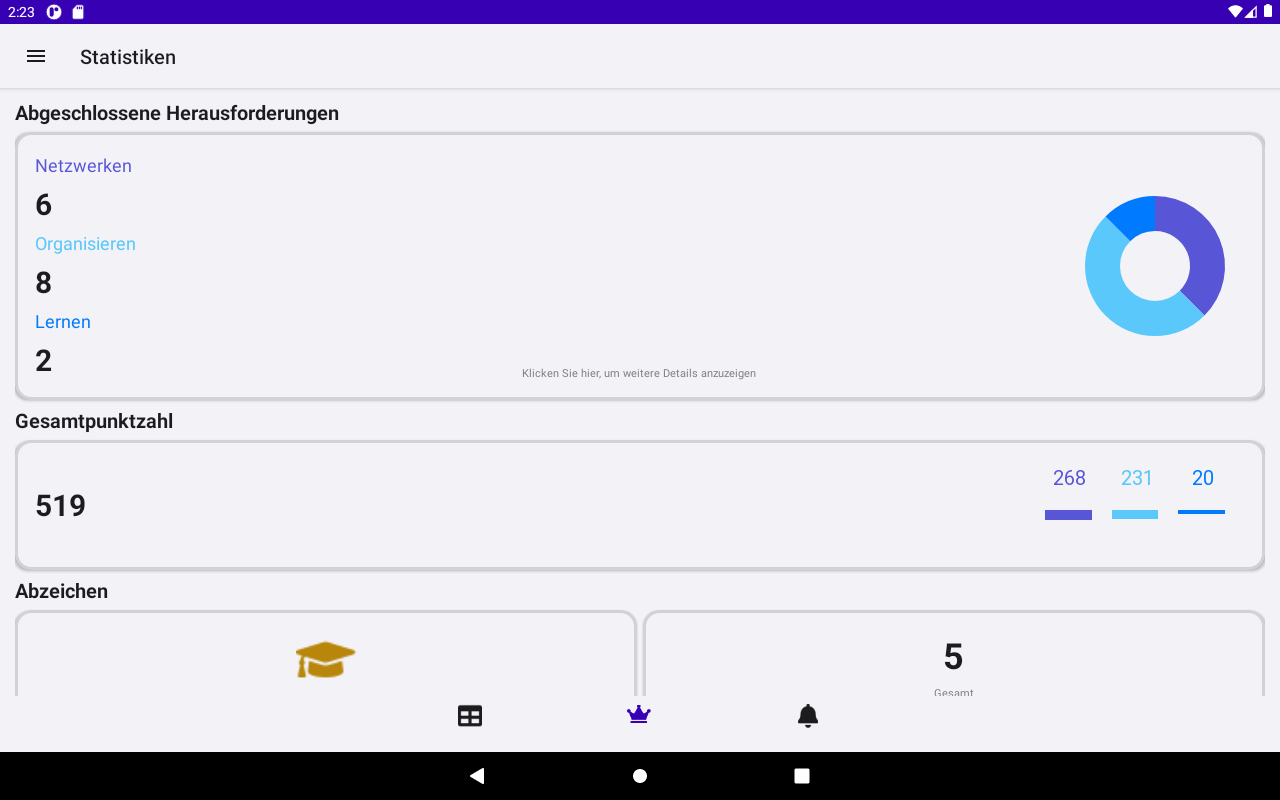 2:23
Statistiken
Abgeschlossene Herausforderungen
Netzwerken
6
Organisieren
8
Lernen
2
Klicken Sie hier, um weitere Details anzuzeigen
Gesamtpunktzahl
519
268 231 20
Abzeichen
5
Gesamt